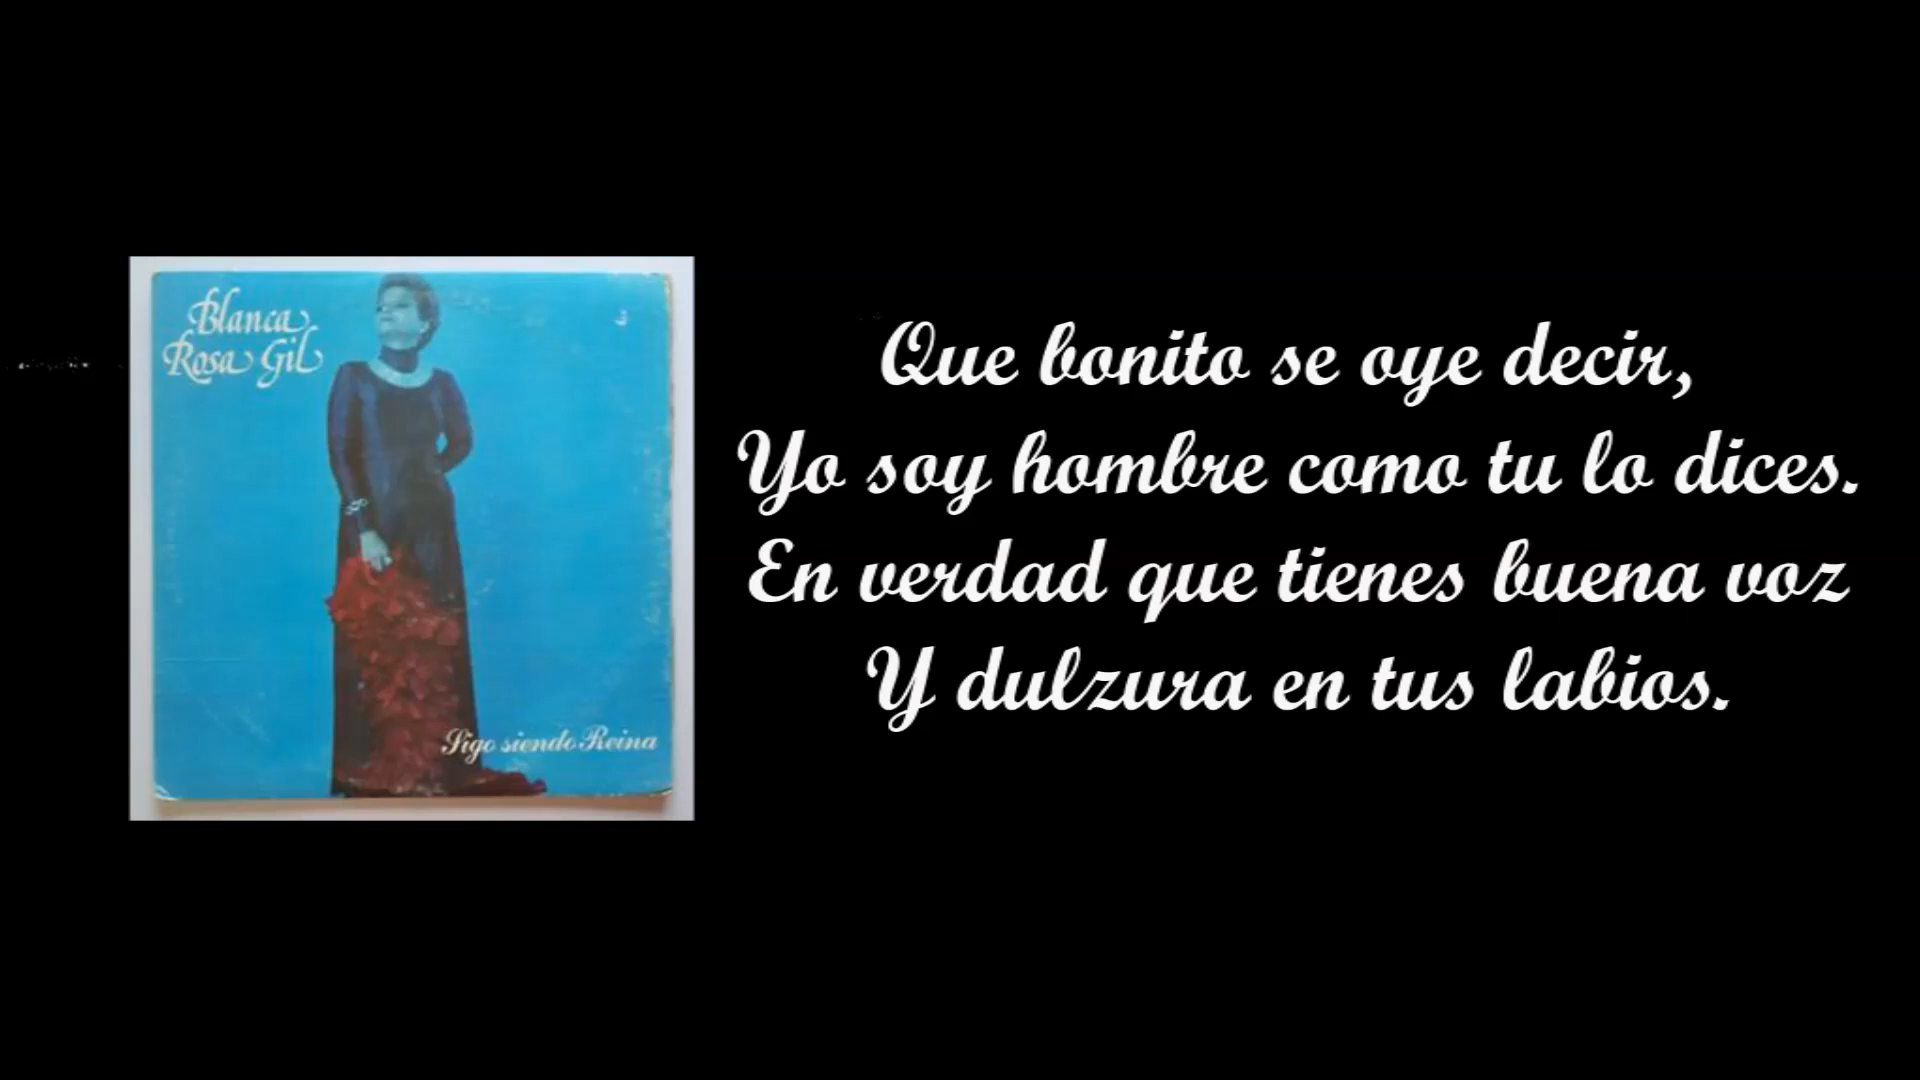 Blanca
Rosa Gil
Sigo siendo Reina
Que bonito se oye decir,
Yo soy hombre como tu lo dices.
En verdad que tienes buena voz
Y dulzura en tus labios.